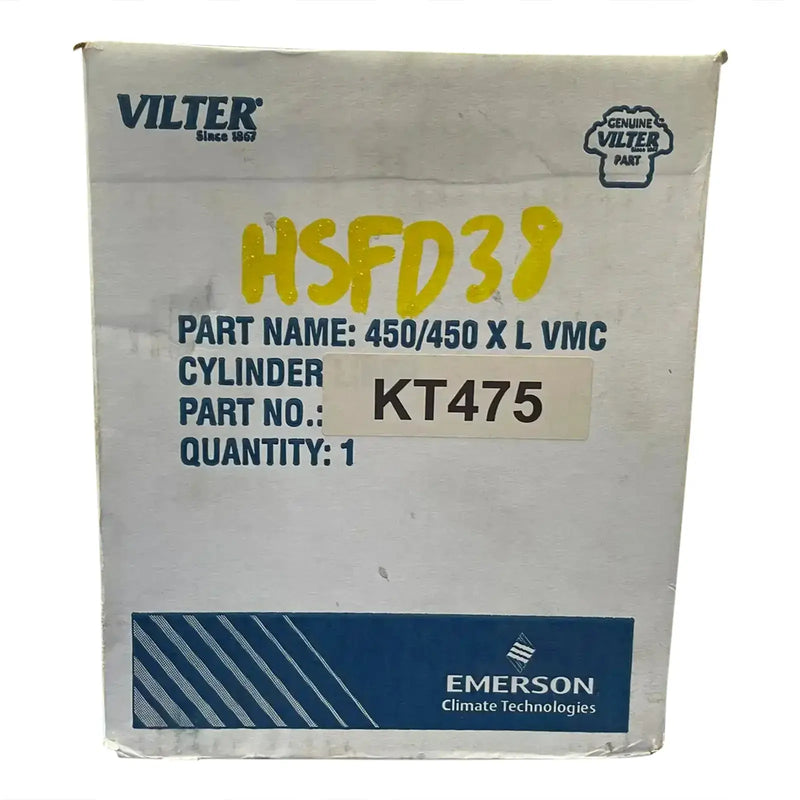 VILTER
Since 1867
GENUINE
VILTER
Since 1867
PART
HSFD38
PART NAME: 450/450 X L VMC
CYLINDER
PART NO.: KT475
QUANTITY: 1
EMERSON
Climate Technologies